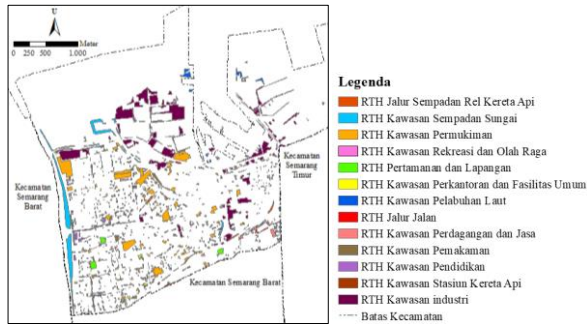 U
Meter
0 250 500 1.000
Kecamatan
Semarang
Barat
Kecamatan
Semarang
Timur
Kecamatan Semarang Barat
Legenda
RTH Jalur Sempadan Rel Kereta Api
RTH Kawasan Sempadan Sungai
RTH Kawasan Permukiman
RTH Kawasan Rekreasi dan Olah Raga
RTH Pertamanan dan Lapangan
RTH Kawasan Perkantoran dan Fasilitas Umum
RTH Kawasan Pelabuhan Laut
RTH Jalur Jalan
RTH Kawasan Perdagangan dan Jasa
RTH Kawasan Pemakaman
RTH Kawasan Pendidikan
RTH Kawasan Stasiun Kereta Api
RTH Kawasan industri
Batas Kecamatan